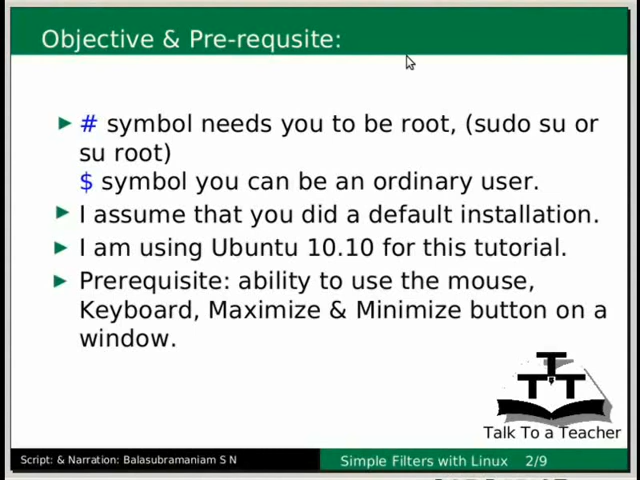 Objective & Pre-requsite:
# symbol needs you to be root, (sudo su or
su root)
$ symbol you can be an ordinary user.
I assume that you did a default installation.
I am using Ubuntu 10.10 for this tutorial.
Prerequisite: ability to use the mouse,
Keyboard, Maximize & Minimize button on a
window.
T
T T
Talk To a Teacher
Script: & Narration: Balasubramaniam S N
Simple Filters with Linux 2/9